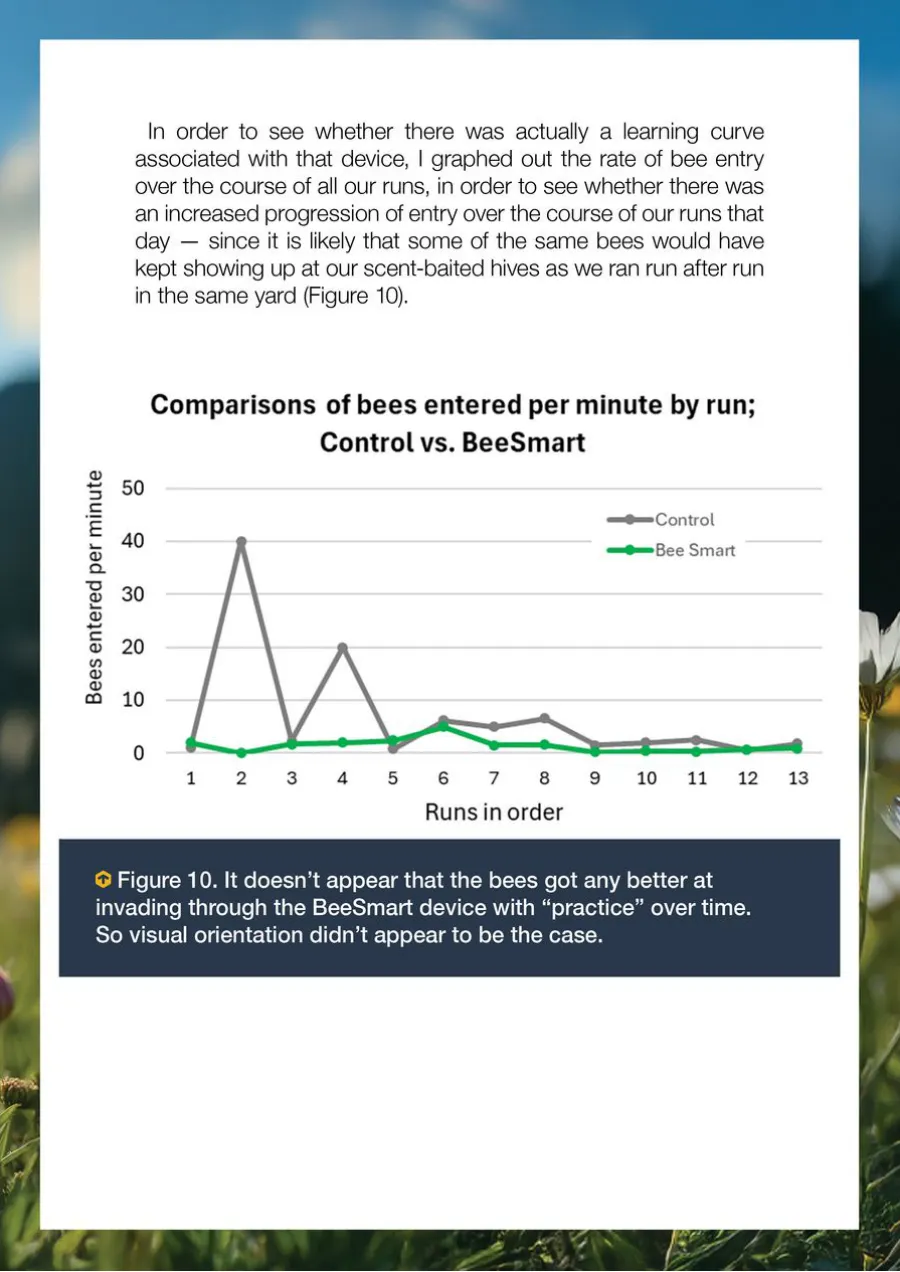 In order to see whether there was actually a learning curve
associated with that device, I graphed out the rate of bee entry
over the course of all our runs, in order to see whether there was
an increased progression of entry over the course of our runs that
day — since it is likely that some of the same bees would have
kept showing up at our scent-baited hives as we ran run after run
in the same yard (Figure 10).
Comparisons of bees entered per minute by run;
Control vs. BeeSmart
Bees entered per minute
50
40
30
20
10
0
Control
Bee Smart
1 2 3 4 5 6 7 8 9 10 11 12 13
Runs in order
Figure 10. It doesn’t appear that the bees got any better at
invading through the BeeSmart device with “practice” over time.
So visual orientation didn’t appear to be the case.